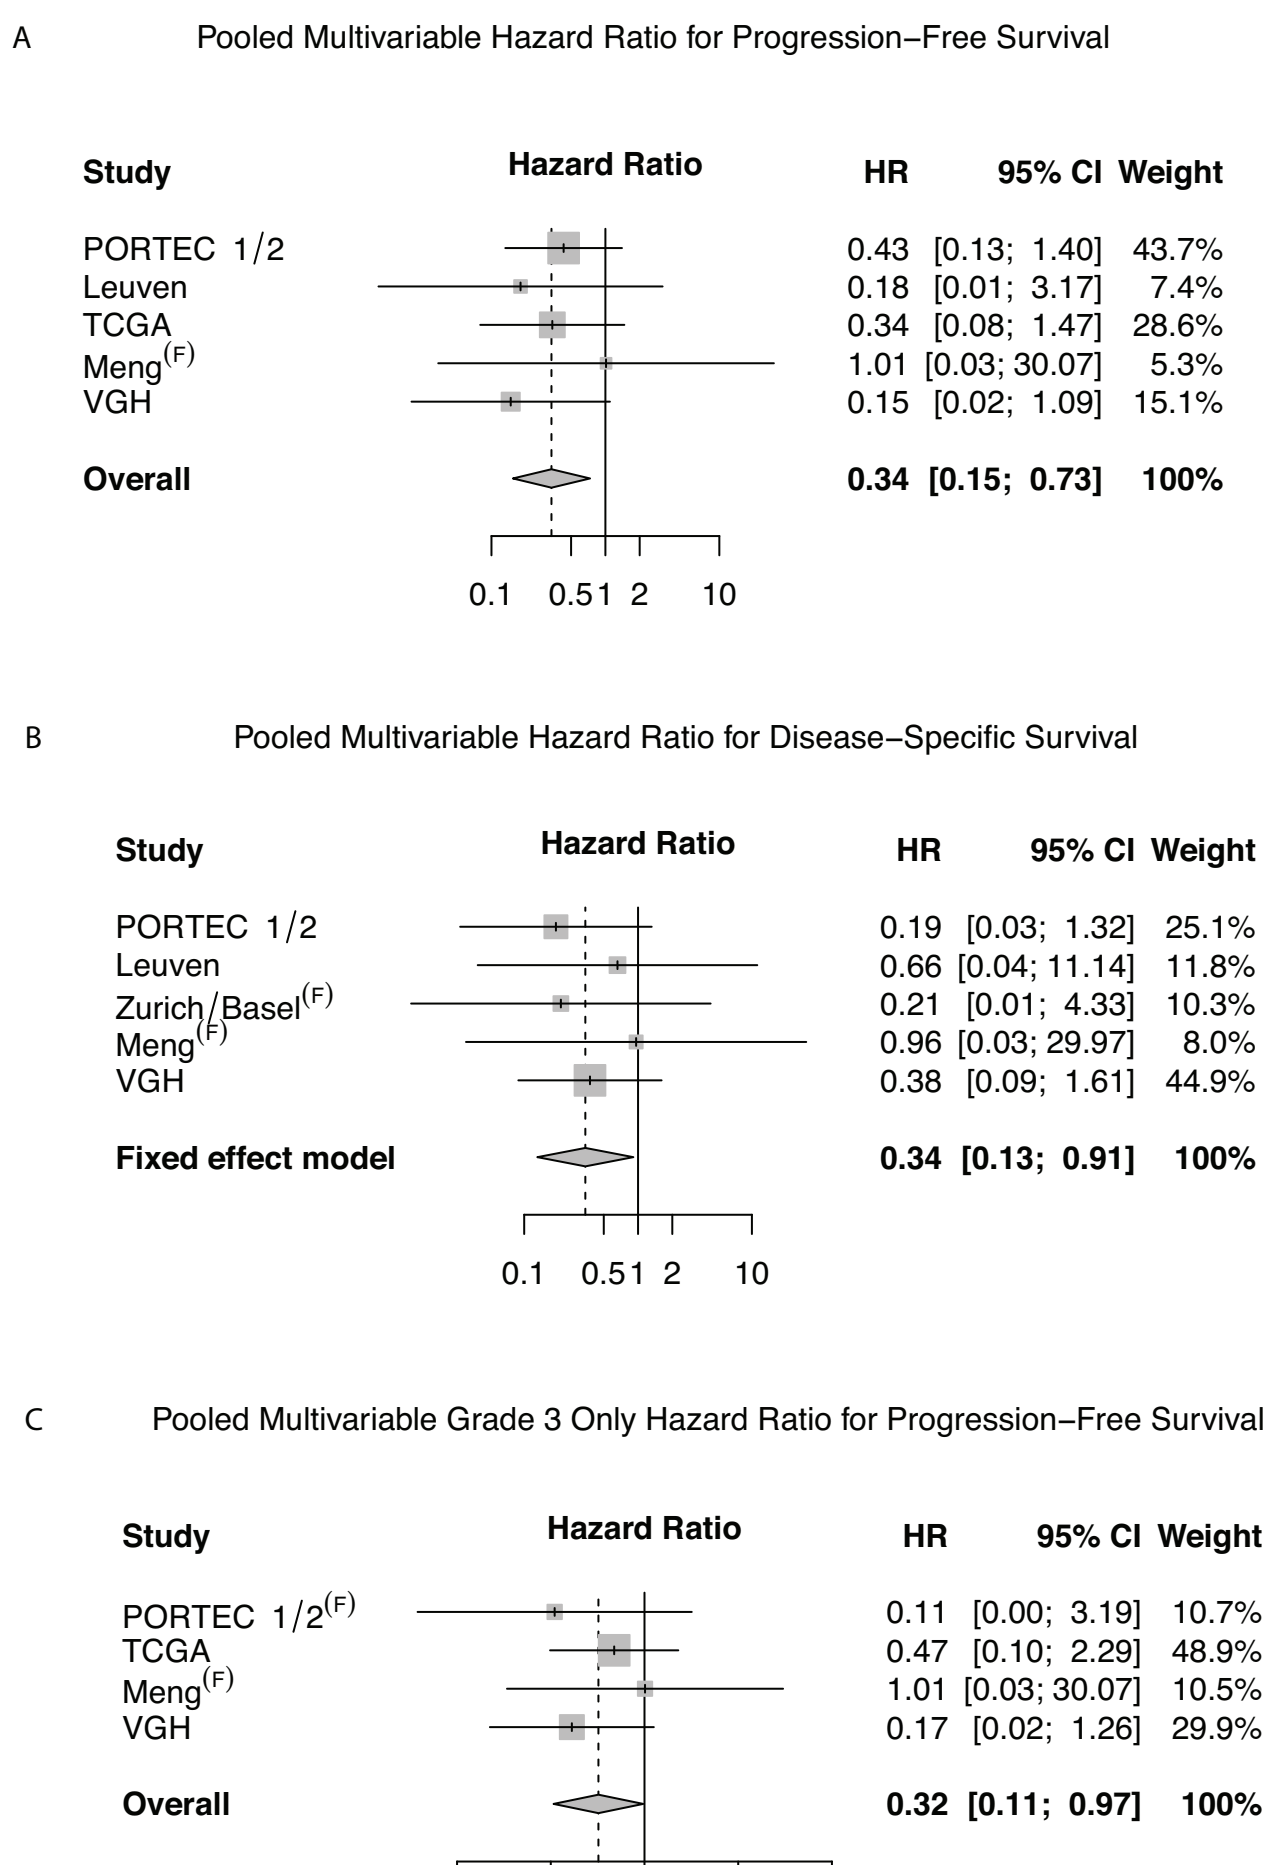 A Pooled Multivariable Hazard Ratio for Progression−Free Survival
Study Hazard Ratio HR 95% CI Weight
PORTEC 1/2 0.43 [0.13; 1.40] 43.7%
Leuven 0.18 [0.01; 3.17] 7.4%
TCGA 0.34 [0.08; 1.47] 28.6%
Meng(F) 1.01 [0.03; 30.07] 5.3%
VGH 0.15 [0.02; 1.09] 15.1%
Overall 0.34 [0.15; 0.73] 100%
0.1 0.5 1 2 10
B Pooled Multivariable Hazard Ratio for Disease−Specific Survival
Study Hazard Ratio HR 95% CI Weight
PORTEC 1/2 0.19 [0.03; 1.32] 25.1%
Leuven 0.66 [0.04; 11.14] 11.8%
Zurich/Basel(F) 0.21 [0.01; 4.33] 10.3%
Meng(F) 0.96 [0.03; 29.97] 8.0%
VGH 0.38 [0.09; 1.61] 44.9%
Fixed effect model 0.34 [0.13; 0.91] 100%
0.1 0.5 1 2 10
C Pooled Multivariable Grade 3 Only Hazard Ratio for Progression−Free Survival
Study Hazard Ratio HR 95% CI Weight
PORTEC 1/2(F) 0.11 [0.00; 3.19] 10.7%
TCGA 0.47 [0.10; 2.29] 48.9%
Meng(F) 1.01 [0.03; 30.07] 10.5%
VGH 0.17 [0.02; 1.26] 29.9%
Overall 0.32 [0.11; 0.97] 100%